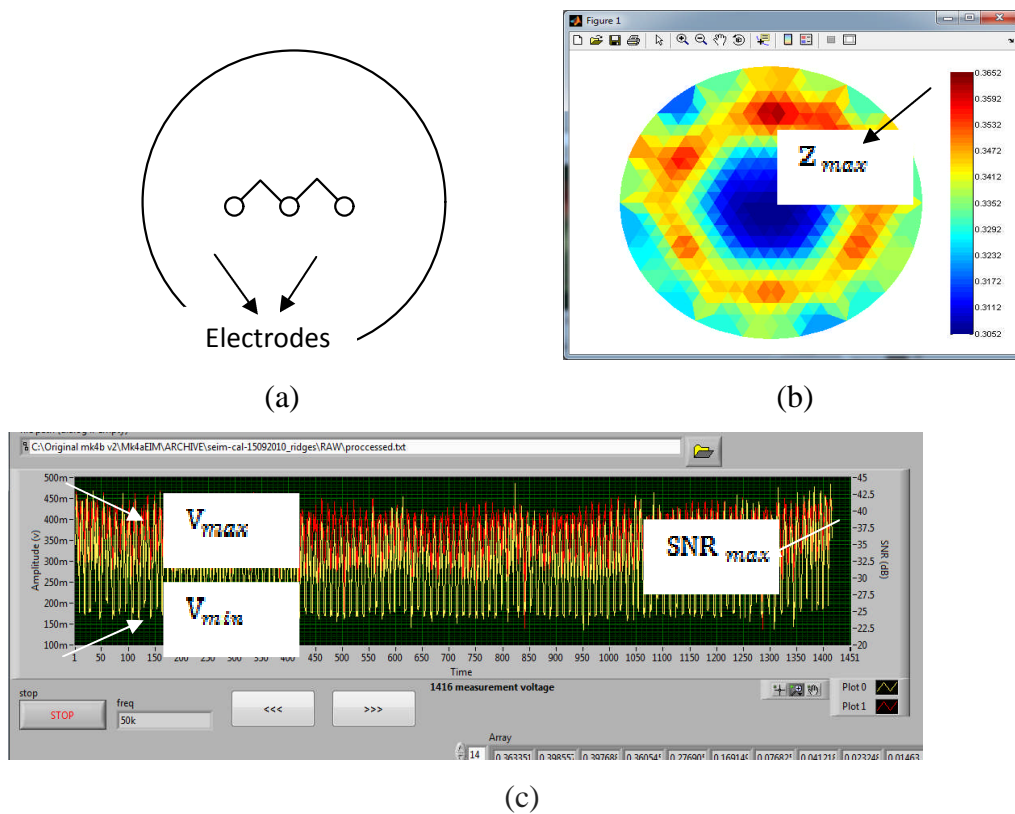 Electrodes
(a)
Figure 1
Z max
0.3652
0.3592
0.3532
0.3472
0.3412
0.3352
0.3292
0.3232
0.3172
0.3112
0.3052
(b)
C:\Original mk4b v2\Mk4aEIM\ARCHIVE\seim-cal-15092010_ridges\RAW\proccessed.txt
500m
450m
400m
350m
300m
250m
200m
150m
100m
Amplitude (v)
V max
V min
SNR max
-45
-42.5
-40
-37.5
-35
-32.5
-30
-27.5
-25
-22.5
-20
SNR (dB)
1 50 100 150 200 250 300 350 400 450 500 550 600 650 700 750 800 850 900 950 1000 1050 1100 1150 1200 1250 1300 1350 1400 1451
Time
1416 measurement voltage
stop
STOP
freq
50k
<<<
>>>
Plot 0
Plot 1
Array
14
(c)